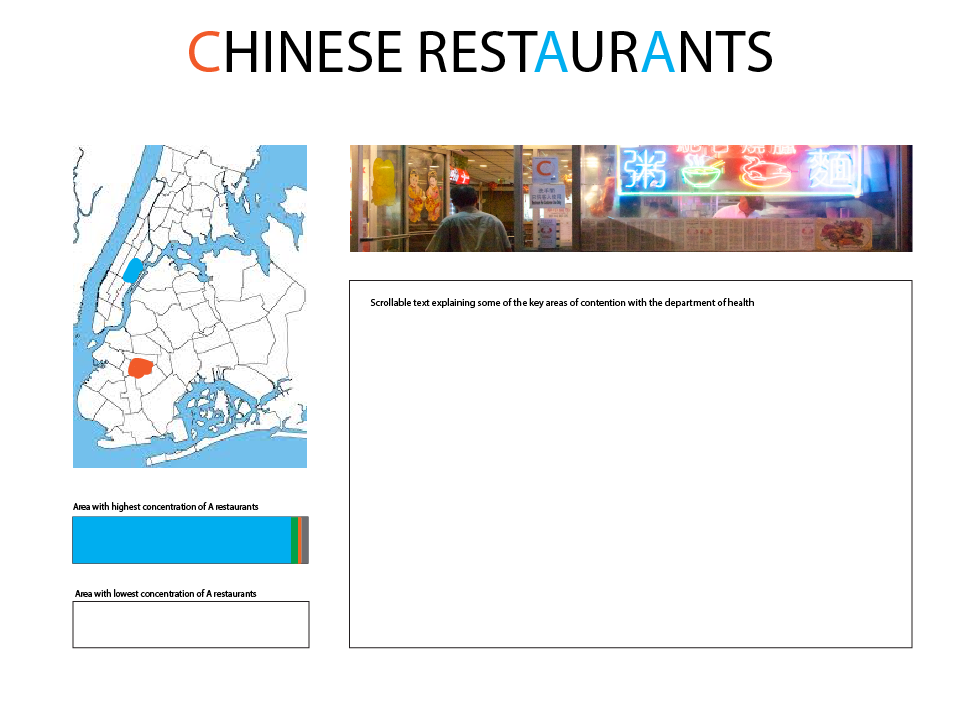 CHINESE RESTAURANTS
C
粥
麵
Scrollable text explaining some of the key areas of contention with the department of health
Area with highest concentration of A restaurants
Area with lowest concentration of A restaurants